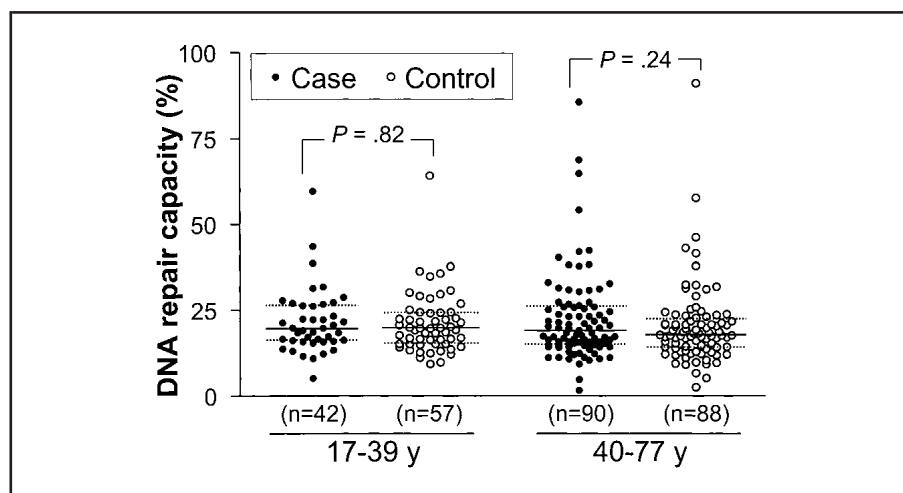 DNA repair capacity (%)
100
75
50
25
0
Case Control
P = .82
P = .24
(n=42) (n=57) (n=90) (n=88)
17-39 y 40-77 y